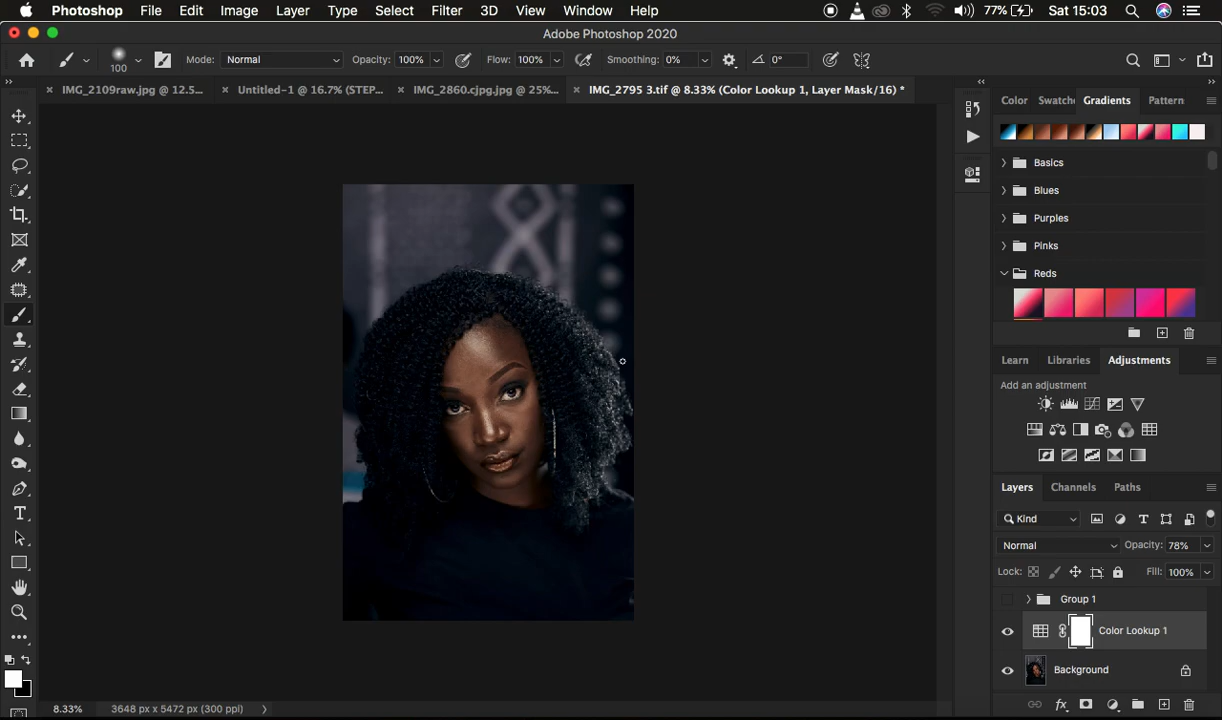 Photoshop File Edit Image Layer Type Select Filter 3D View Window Help 77% Sat 15:03
Adobe Photoshop 2020
100 Mode: Normal Opacity: 100% Flow: 100% Smoothing: 0% 0°
IMG_2109raw.jpg @ 12.5... Untitled-1 @ 16.7% (STEP... IMG_2860.cjpg.jpg @ 25%... IMG_2795 3.tif @ 8.33% (Color Lookup 1, Layer Mask/16) *
Color Swatche Gradients Pattern
Basics
Blues
Purples
Pinks
Reds
Learn Libraries Adjustments
Add an adjustment
Layers Channels Paths
Kind
Normal Opacity: 78%
Lock: Fill: 100%
Group 1
Color Lookup 1
Background
8.33% 3648 px x 5472 px (300 ppi)